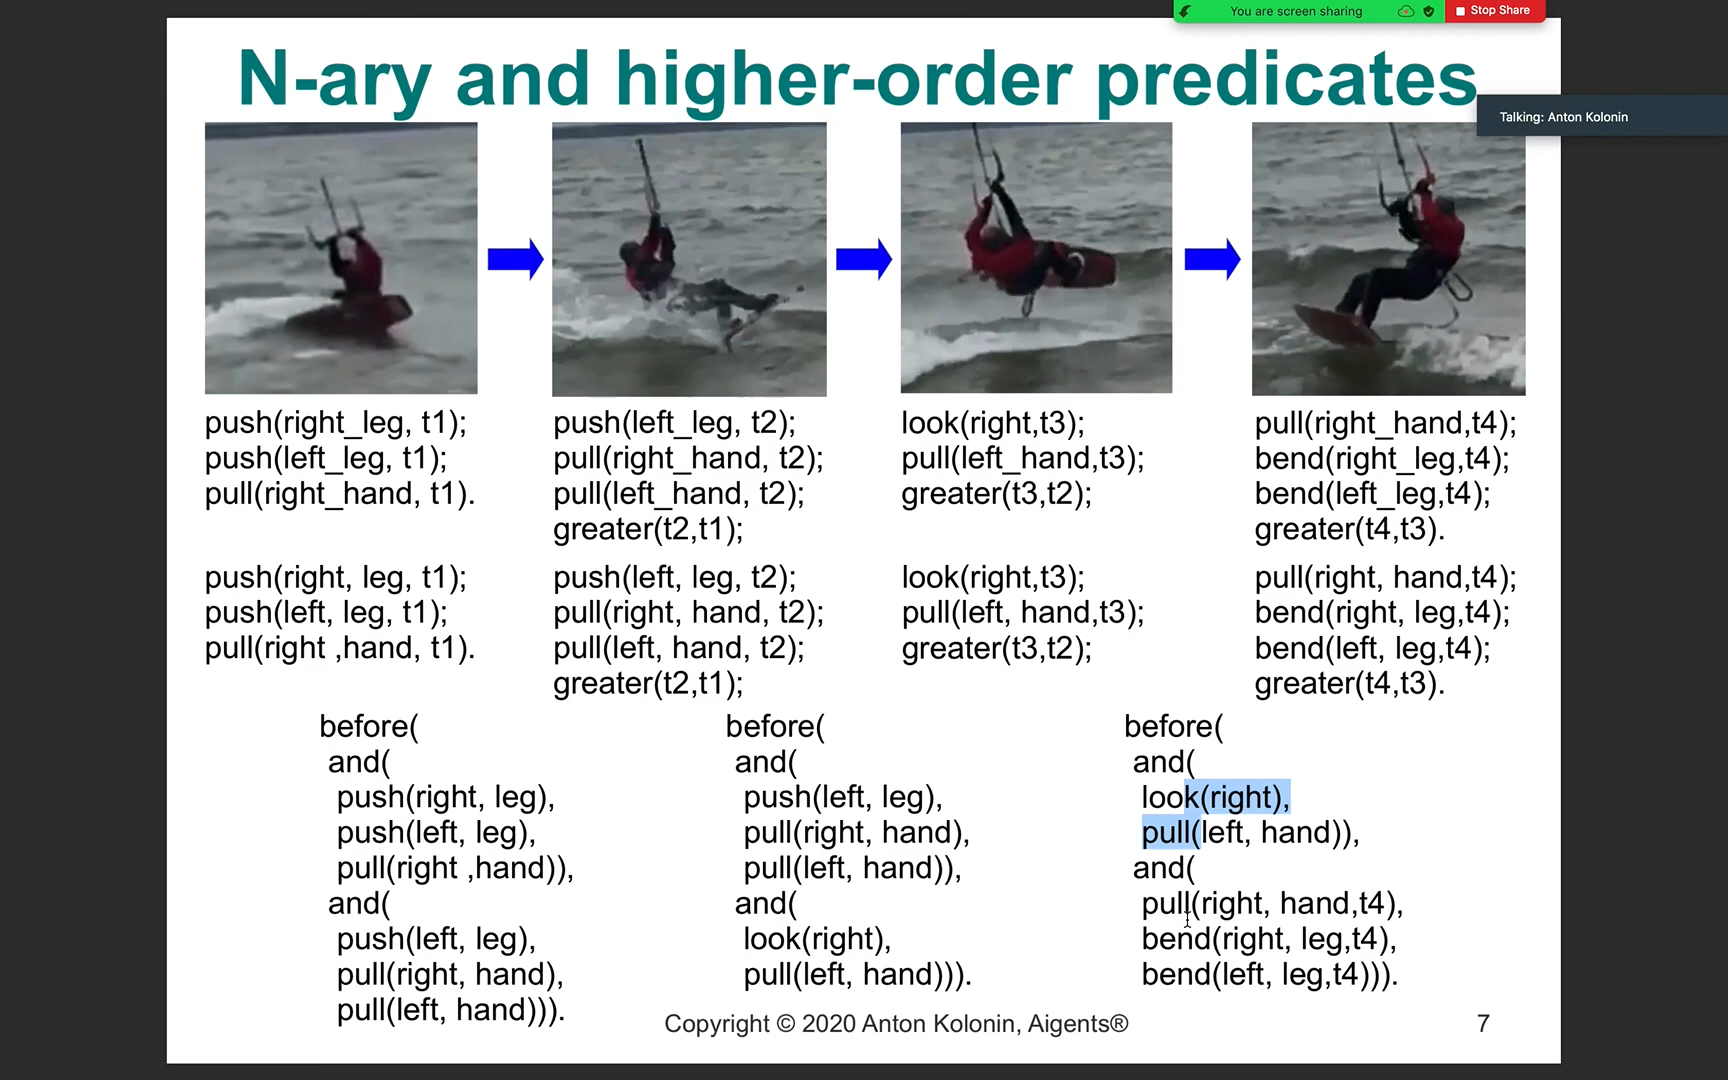 You are screen sharing
Stop Share
N-ary and higher-order predicates
Talking: Anton Kolonin
push(right_leg, t1);
push(left_leg, t1);
pull(right_hand, t1).
push(left_leg, t2);
pull(right_hand, t2);
pull(left_hand, t2);
greater(t2,t1);
look(right,t3);
pull(left_hand,t3);
greater(t3,t2);
pull(right_hand,t4);
bend(right_leg,t4);
bend(left_leg,t4);
greater(t4,t3).
push(right, leg, t1);
push(left, leg, t1);
pull(right ,hand, t1).
push(left, leg, t2);
pull(right, hand, t2);
pull(left, hand, t2);
greater(t2,t1);
look(right,t3);
pull(left, hand,t3);
greater(t3,t2);
pull(right, hand,t4);
bend(right, leg,t4);
bend(left, leg,t4);
greater(t4,t3).
before(
and(
push(right, leg),
push(left, leg),
pull(right ,hand)),
and(
push(left, leg),
pull(right, hand),
pull(left, hand))).
before(
and(
push(left, leg),
pull(right, hand),
pull(left, hand)),
and(
look(right),
pull(left, hand))).
before(
and(
look(right),
pull(left, hand)),
and(
pull(right, hand,t4),
bend(right, leg,t4),
bend(left, leg,t4))).
Copyright © 2020 Anton Kolonin, Aigents®
7